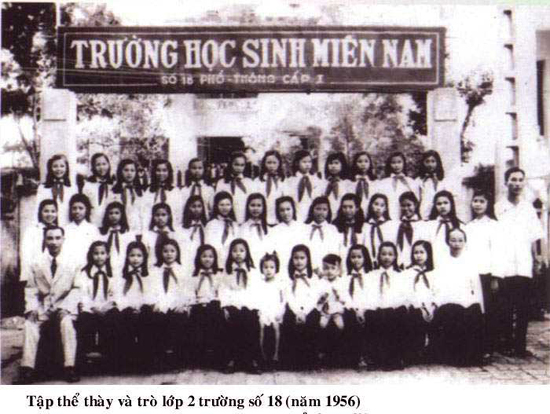 TRƯỜNG HỌC SINH MIỀN NAM
SỐ 18 PHỔ-THÔNG CẤP I
Tập thể thày và trò lớp 2 trường số 18 (năm 1956)